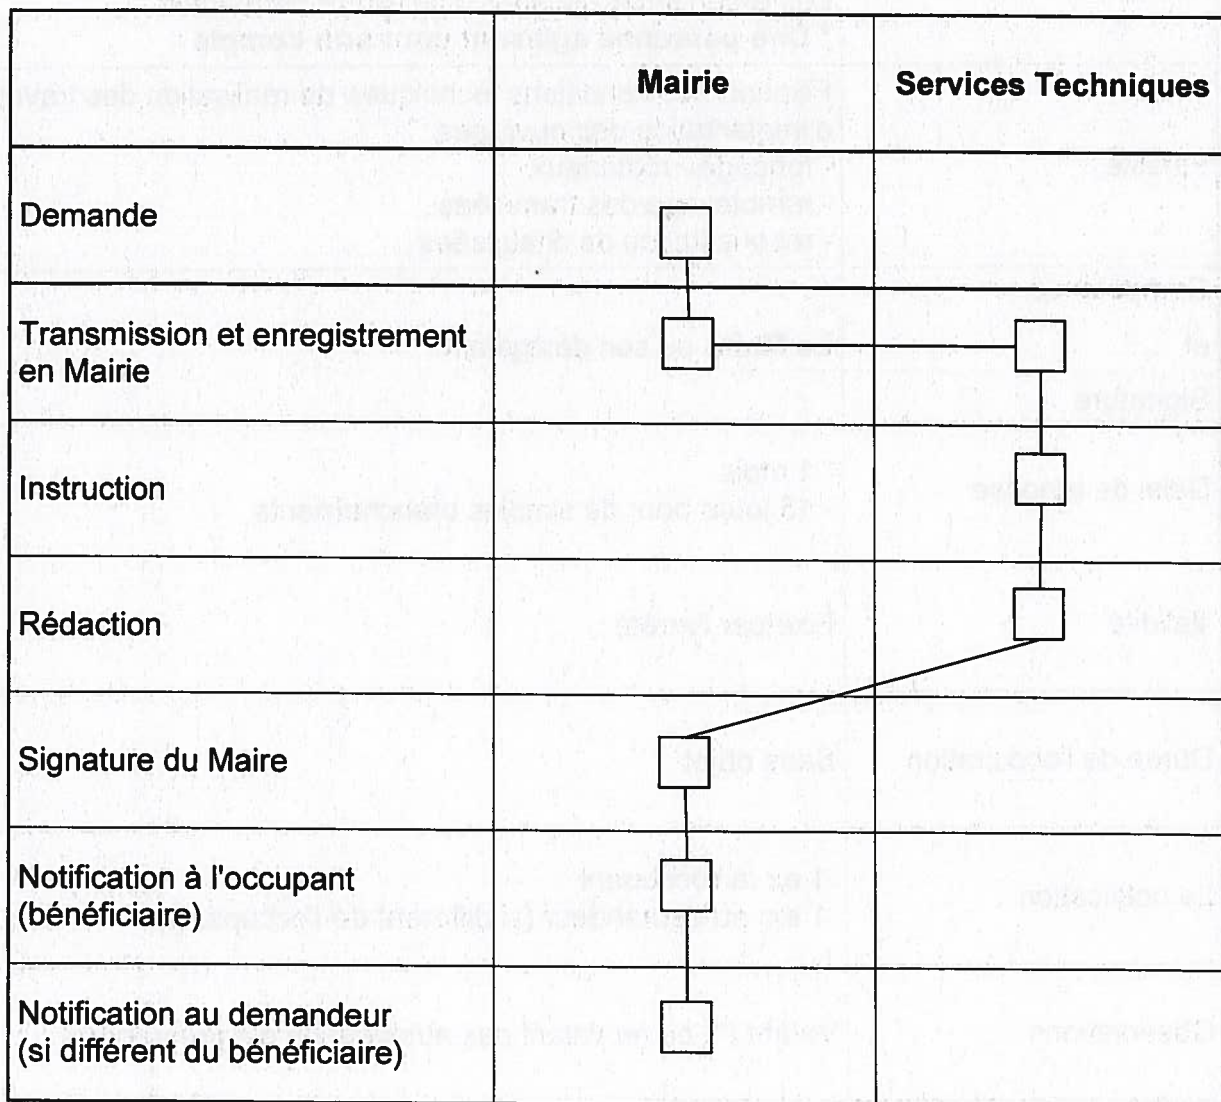 Mairie
Services Techniques
Demande
Transmission et enregistrement
en Mairie
Instruction
Rédaction
Signature du Maire
Notification à l'occupant
(bénéficiaire)
Notification au demandeur
(si différent du bénéficiaire)